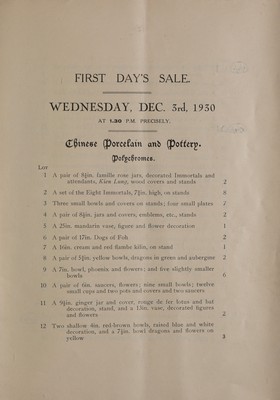 FIRST DAY'S SALE.
WEDNESDAY, DEC. 3rd, 1930
AT 1.30 P.M. PRECISELY.
Chinese Porcelain and Pottery.
Polychromes.
Lot
1 A pair of 8¾in. famille rose jars, decorated Immortals and
attendants, Kien Lung, wood covers and stands 2
2 A set of the Eight Immortals, 7½in. high, on stands 8
3 Three small bowls and covers on stands; four small plates
4 A pair of 8½in. jars and covers, emblems, etc., stands 2
5 A 25in. mandarin vase, figure and flower decoration 1
6 A pair of 17in. Dogs of Foh 2
7 A 16in. cream and red flambe kilin, on stand 1
8 A pair of 5½in. yellow bowls, dragons in green and aubergine 2
9 A 7in. bowl, phoenix and flowers; and five slightly smaller
bowls 6
10 A pair of 6in. saucers, flowers; nine small bowls; twelve
small cups and two pots and covers and two saucers
11 A 9½in. ginger jar and cover, rouge de fer lotus and bat
decoration, stand, and a 13in. vase, decorated figures
and flowers 2
12 Two shallow 4in. red-brown bowls, raised blue and white
decoration, and a 7½in. bowl dragons and flowers on
yellow 3